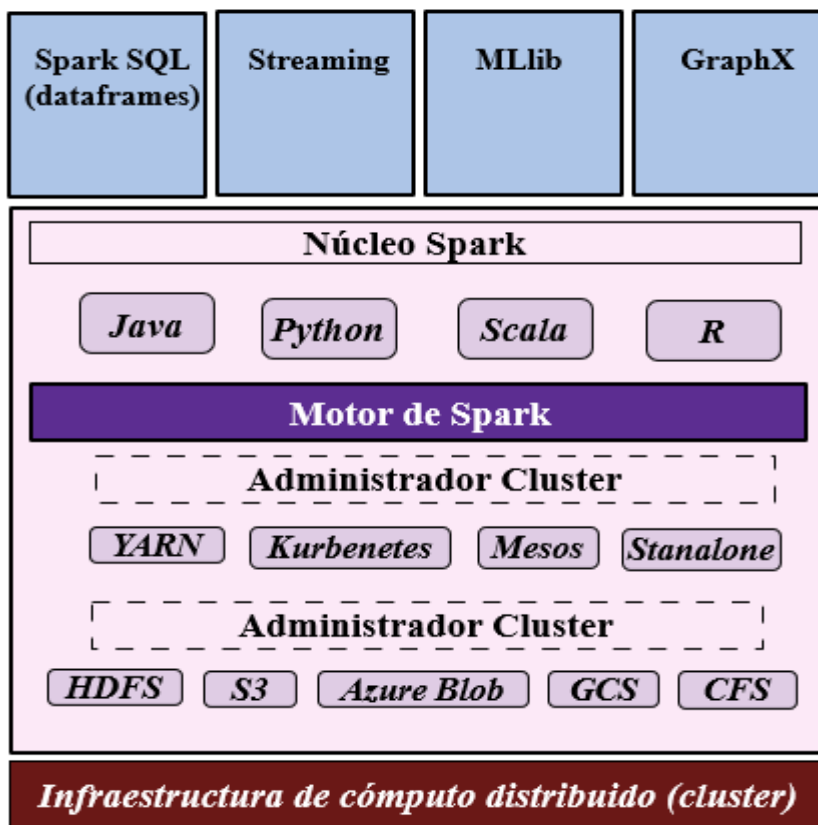 Spark SQL
(dataframes)
Streaming
MLlib
GraphX
Núcleo Spark
Java
Python
Scala
R
Motor de Spark
Administrador Cluster
YARN
Kurbenetes
Mesos
Stanalone
Administrador Cluster
HDFS
S3
Azure Blob
GCS
CFS
Infraestructura de cómputo distribuido (cluster)